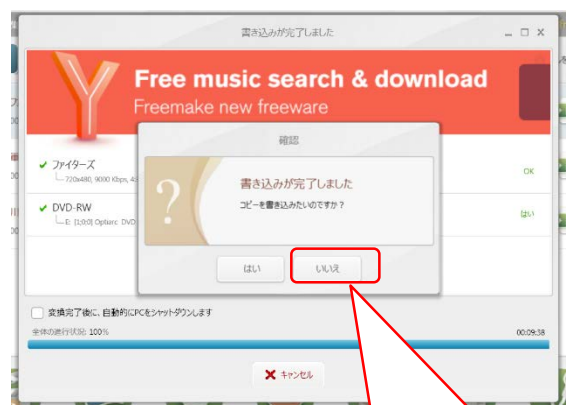 書き込みが完了しました
Free music search & download
Freemake new freeware
確認
ファイターズ
720x480, 9000 Kbps, 4:
OK
書き込みが完了しました
コピーを書き込みたいのですか？
DVD-RW
はい
はい
いいえ
変換完了後に、自動的にPCをシャットダウンします
全体の進行状況: 100%
00:09:38
キャンセル